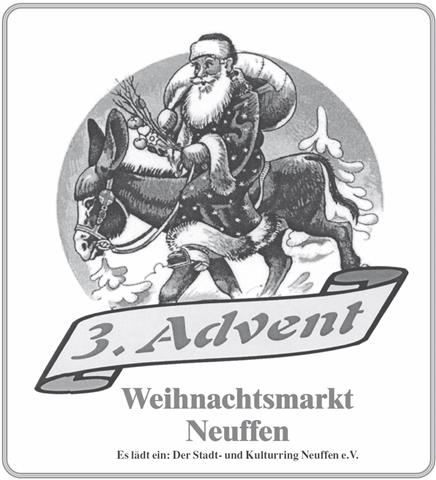 3. Advent
Weihnachtsmarkt
Neuffen
Es lädt ein: Der Stadt- und Kulturring Neuffen e.V.